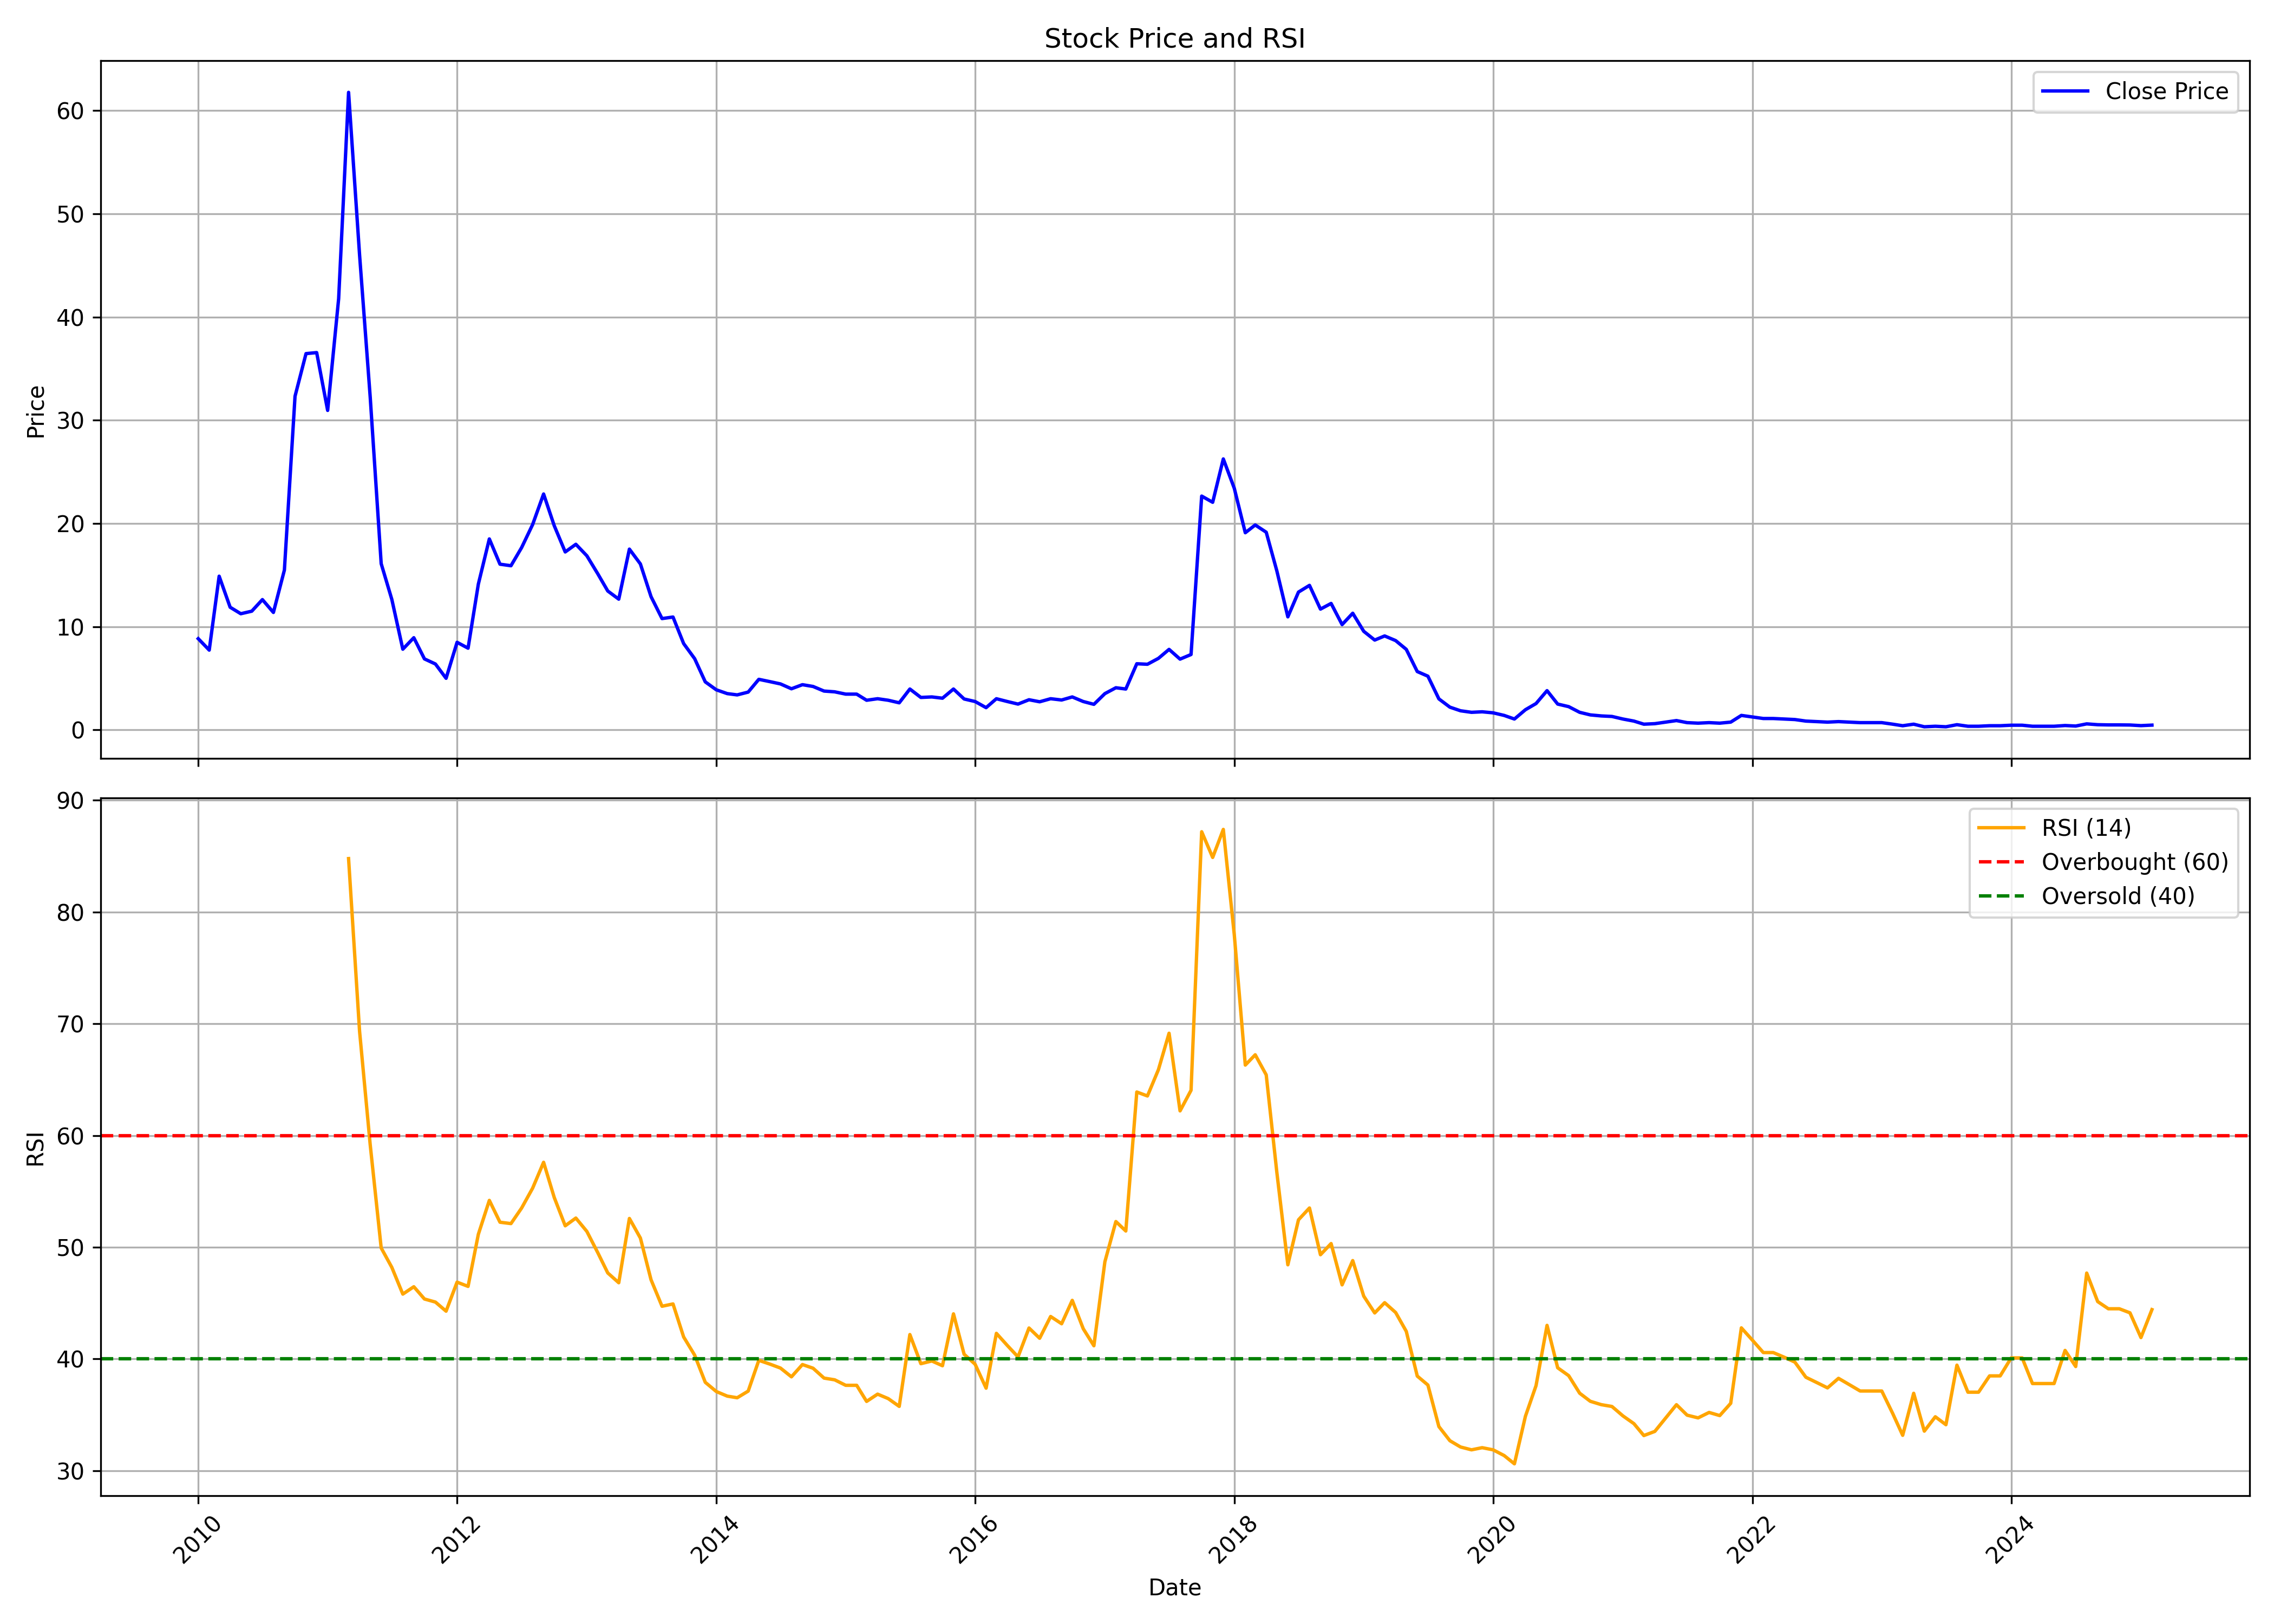 Stock Price and RSI
Close Price
Price
60
50
40
30
20
10
0
RSI (14)
Overbought (60)
Oversold (40)
RSI
90
80
70
60
50
40
30
2010
2012
2014
2016
2018
2020
2022
2024
Date